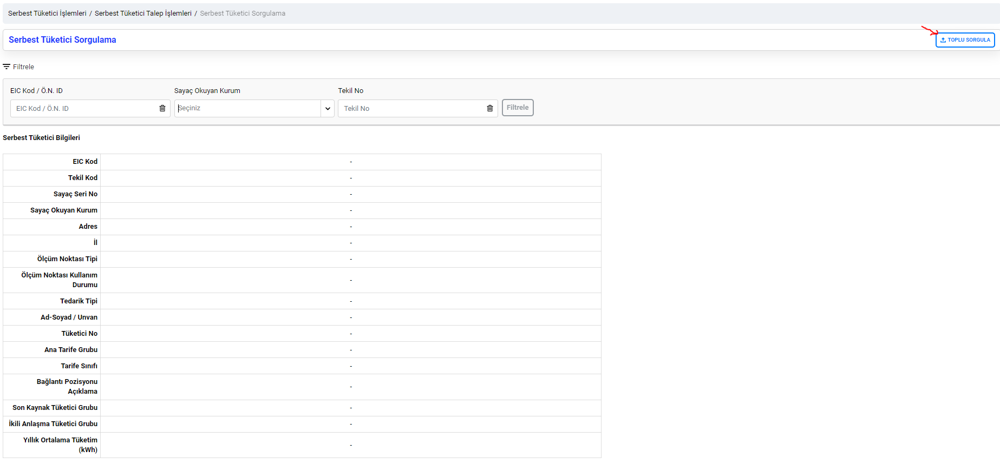 Serbest Tüketici İşlemleri / Serbest Tüketici Talep İşlemleri / Serbest Tüketici Sorgulama
Serbest Tüketici Sorgulama
TOPLU SORGULA
Filtrele
EIC Kod / Ö.N. ID
Sayaç Okuyan Kurum
Tekil No
EIC Kod / Ö.N. ID
Seçiniz
Tekil No
Filtrele
Serbest Tüketici Bilgileri
EIC Kod -
Tekil Kod -
Sayaç Seri No -
Sayaç Okuyan Kurum -
Adres -
İl -
Ölçüm Noktası Tipi -
Ölçüm Noktası Kullanım
Durumu -
Tedarik Tipi -
Ad-Soyad / Unvan -
Tüketici No -
Ana Tarife Grubu -
Tarife Sınıfı -
Bağlantı Pozisyonu
Açıklama -
Son Kaynak Tüketici Grubu -
İkili Anlaşma Tüketici Grubu -
Yıllık Ortalama Tüketim
(kWh) -